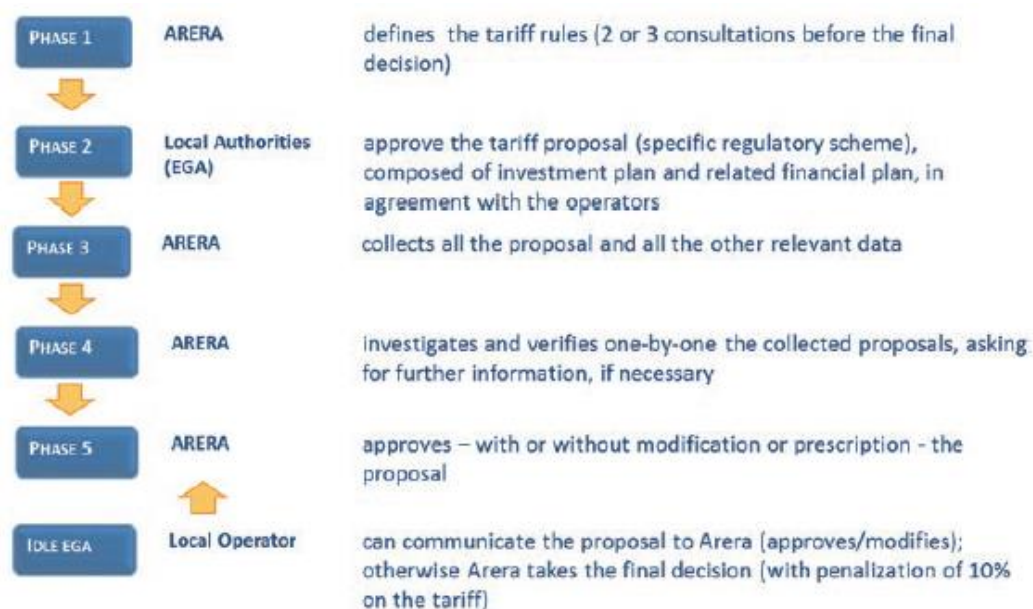 PHASE 1 ARERA defines the tariff rules (2 or 3 consultations before the final
decision)
PHASE 2 Local Authorities approve the tariff proposal (specific regulatory scheme),
(EGA) composed of investment plan and related financial plan, in
agreement with the operators
PHASE 3 ARERA collects all the proposal and all the other relevant data
PHASE 4 ARERA investigates and verifies one-by-one the collected proposals, asking
for further information, if necessary
PHASE 5 ARERA approves – with or without modification or prescription - the
proposal
IDLE EGA Local Operator can communicate the proposal to Arera (approves/modifies);
otherwise Arera takes the final decision (with penalization of 10%
on the tariff)